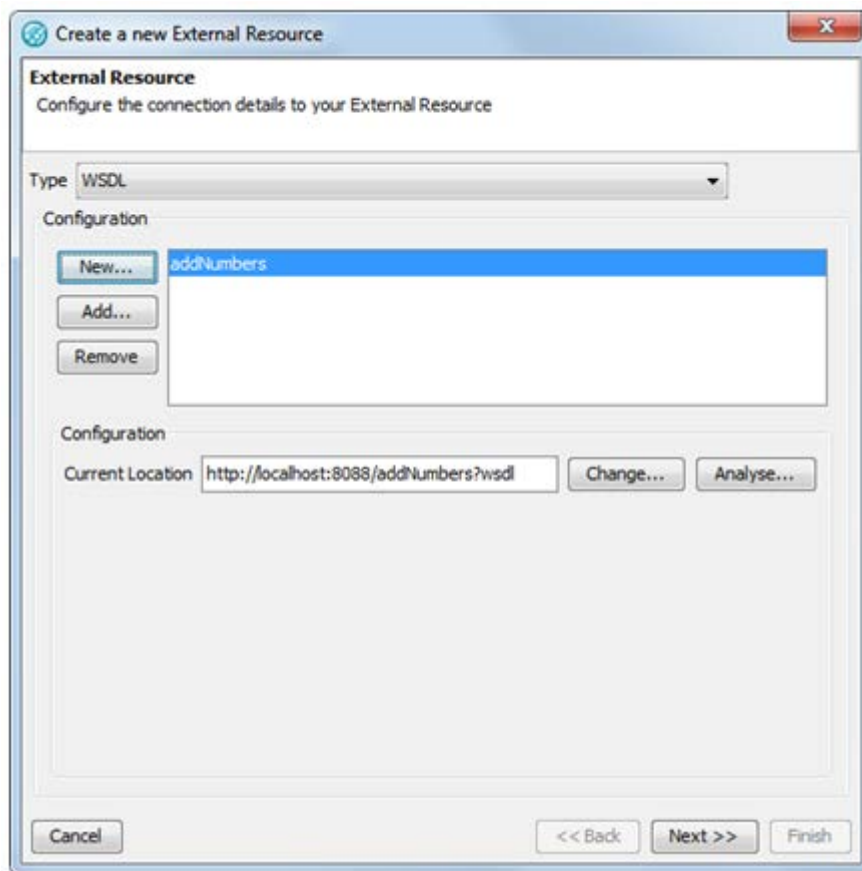 Create a new External Resource
External Resource
Configure the connection details to your External Resource
Type WSDL
Configuration
New... addNumbers
Add...
Remove
Configuration
Current Location http://localhost:8088/addNumbers?wsdl Change... Analyse...
Cancel << Back Next >> Finish